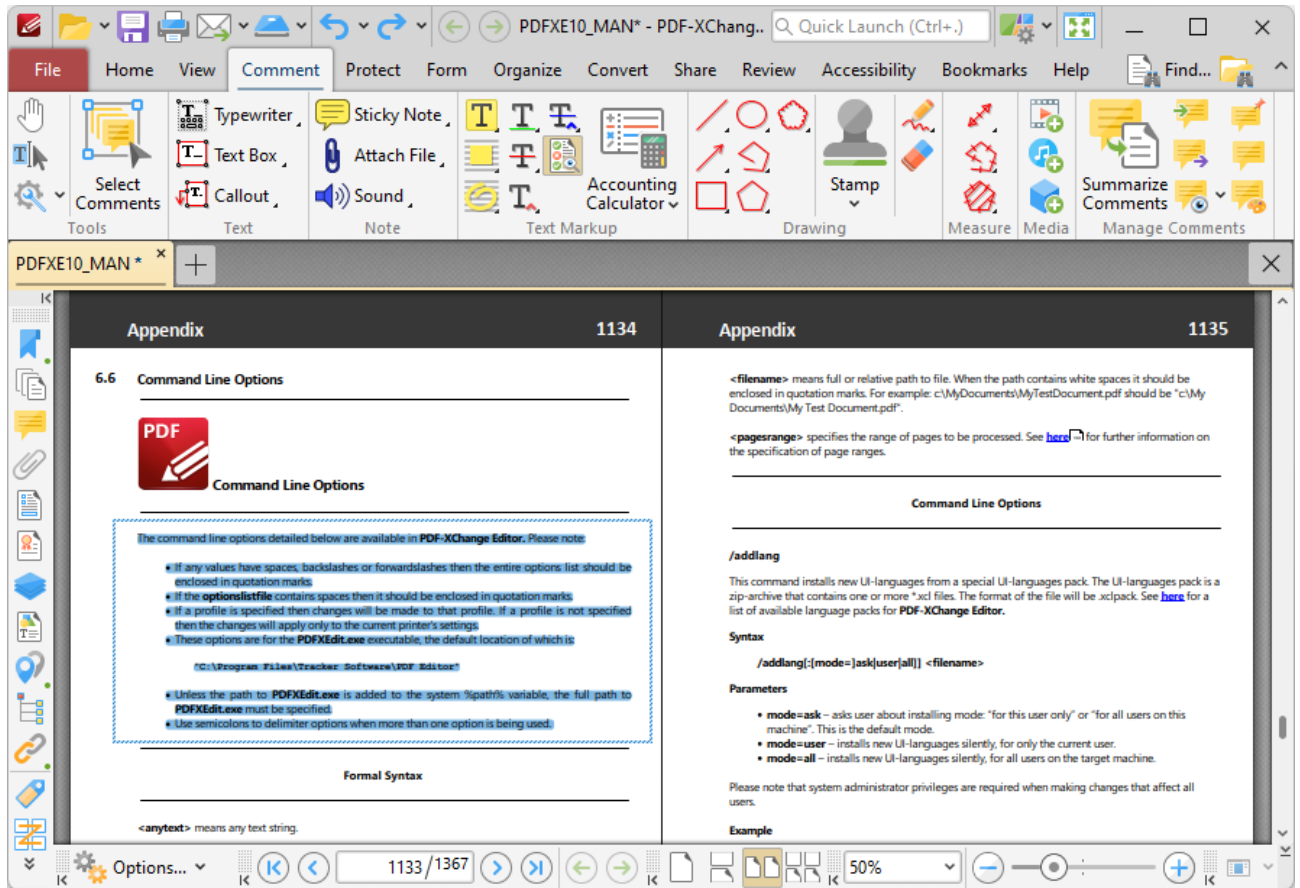 PDFXE10_MAN* - PDF-XChang.. Quick Launch (Ctrl+.)
File Home View Comment Protect Form Organize Convert Share Review Accessibility Bookmarks Help Find...
Typewriter
Text Box
Callout
Sticky Note
Attach File
Sound
Select
Comments
Accounting
Calculator
Stamp
Summarize
Comments
Tools Text Note Text Markup Drawing Measure Media Manage Comments
PDFXE10_MAN *
Appendix 1134
6.6 Command Line Options
PDF
Command Line Options
The command line options detailed below are available in PDF-XChange Editor. Please note:
• If any values have spaces, backslashes or forwardslashes then the entire options list should be
enclosed in quotation marks.
• If the optionslistfile contains spaces then it should be enclosed in quotation marks.
• If a profile is specified then changes will be made to that profile. If a profile is not specified
then the changes will apply only to the current printer's settings.
• These options are for the PDFXEdit.exe executable, the default location of which is:
"C:\Program Files\Tracker Software\PDF Editor"
• Unless the path to PDFXEdit.exe is added to the system %path% variable, the full path to
PDFXEdit.exe must be specified.
• Use semicolons to delimiter options when more than one option is being used.
Formal Syntax
<anytext> means any text string.
Appendix 1135
<filename> means full or relative path to file. When the path contains white spaces it should be
enclosed in quotation marks. For example: c:\MyDocuments\MyTestDocument.pdf should be "c:\My
Documents\My Test Document.pdf".
<pagesrange> specifies the range of pages to be processed. See here for further information on
the specification of page ranges.
Command Line Options
/addlang
This command installs new UI-languages from a special UI-languages pack. The UI-languages pack is a
zip-archive that contains one or more *.xcl files. The format of the file will be .xclpack. See here for a
list of available language packs for PDF-XChange Editor.
Syntax
/addlang[:[mode=]ask|user|all]] <filename>
Parameters
• mode=ask – asks user about installing mode: "for this user only" or "for all users on this
machine". This is the default mode.
• mode=user – installs new UI-languages silently, for only the current user.
• mode=all – installs new UI-languages silently, for all users on the target machine.
Please note that system administrator privileges are required when making changes that affect all
users.
Example
Options... 1133/1367 50%